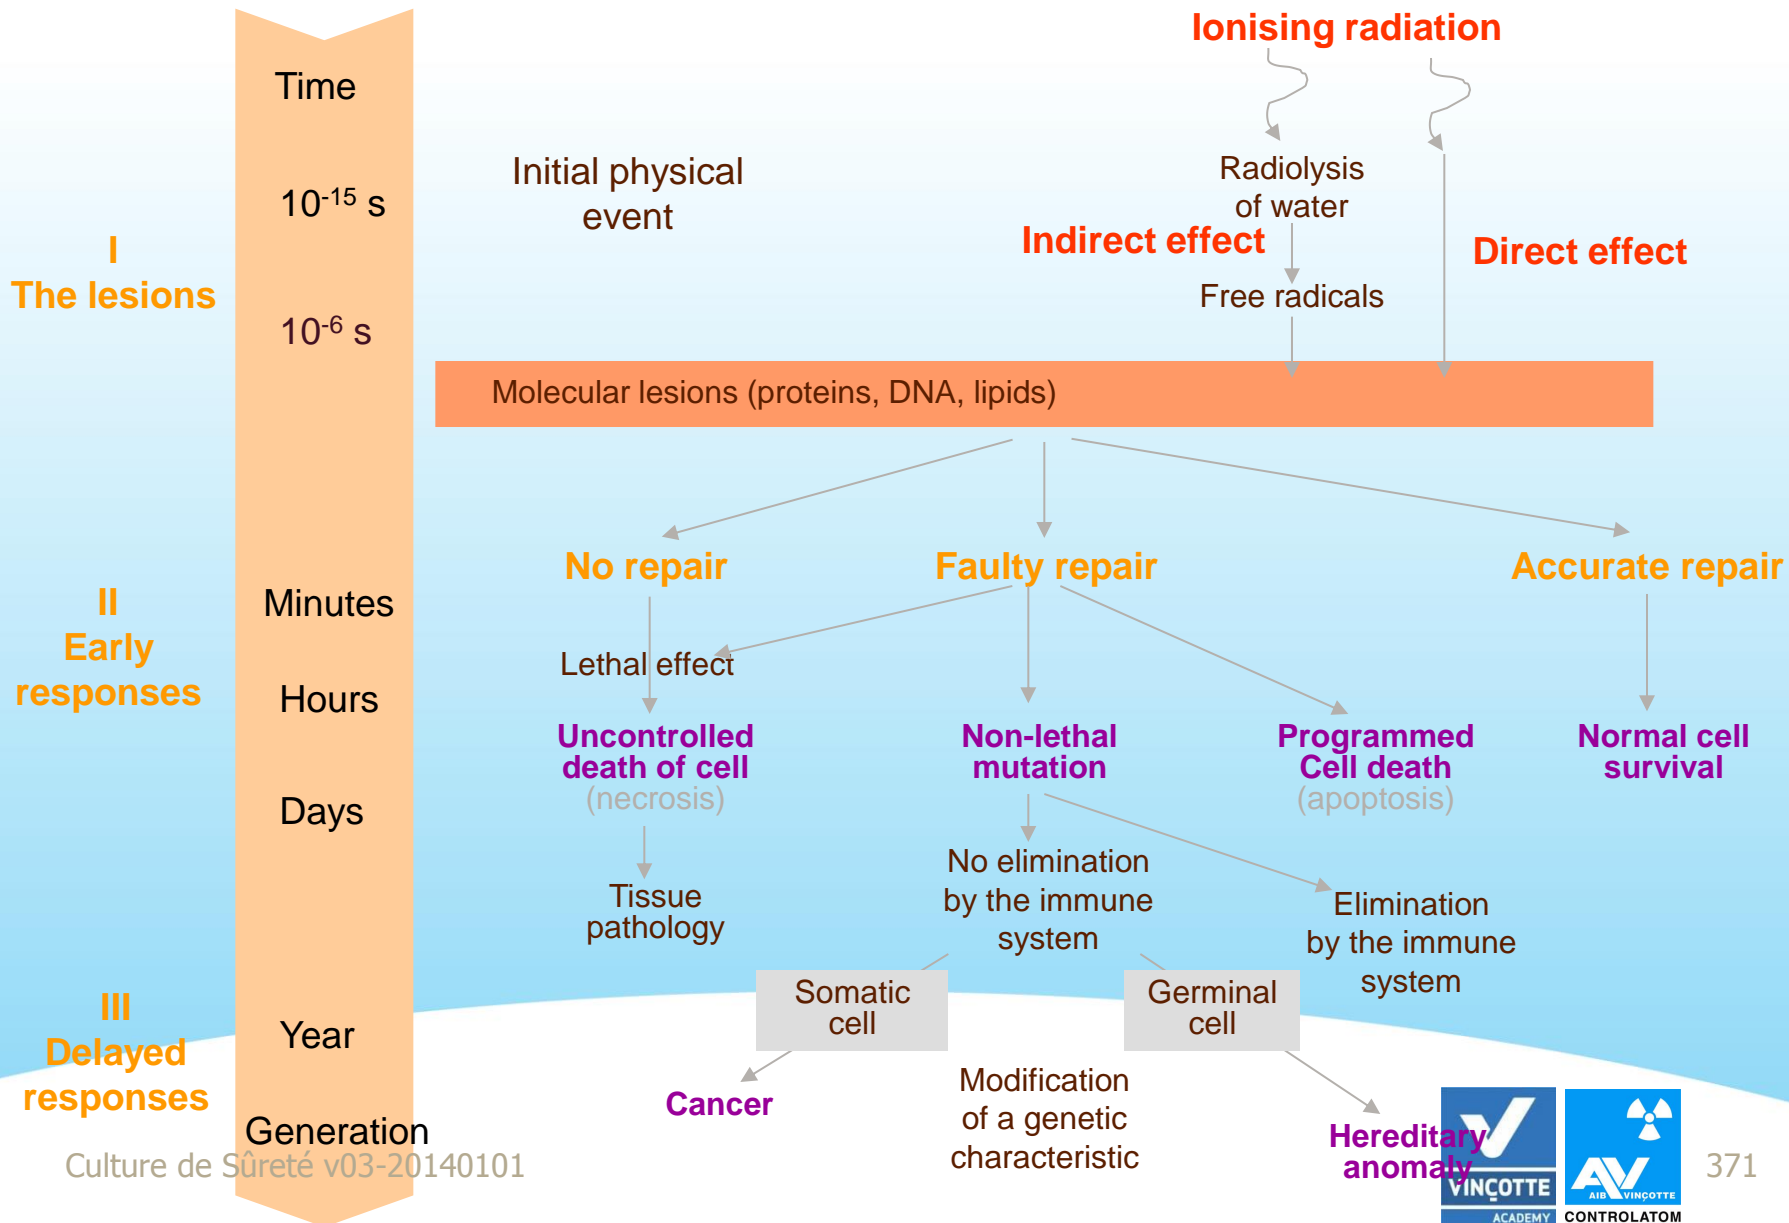 Ionising radiation
Time
Initial physical
event
10-15 s
Radiolysis
of water
Indirect effect
Direct effect
I
The lesions
Free radicals
10-6 s
Molecular lesions (proteins, DNA, lipids)
No repair
Faulty repair
Accurate repair
II
Early
responses
Minutes
Lethal effect
Hours
Uncontrolled
death of cell
(necrosis)
Non-lethal
mutation
Programmed
Cell death
(apoptosis)
Normal cell
survival
Days
Tissue
pathology
No elimination
by the immune
system
Elimination
by the immune
system
Somatic
cell
Germinal
cell
III
Delayed
responses
Year
Cancer
Modification
of a genetic
characteristic
Hereditary
anomaly
Generation
Culture de Sûreté v03-20140101
VINÇOTTE
ACADEMY
AV
AIB VINÇOTTE
CONTROLATOM
371